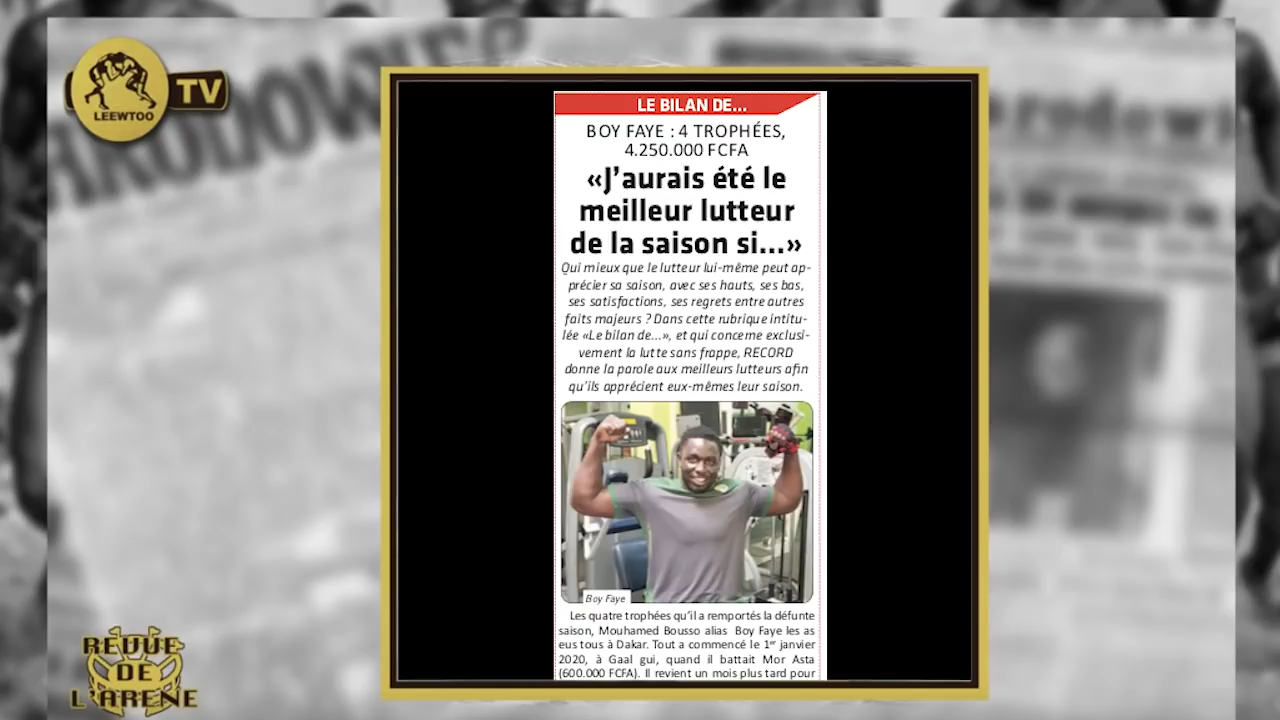 LEEWTOO
TV
LE BILAN DE...
BOY FAYE : 4 TROPHÉES,
4.250.000 FCFA
«J'aurais été le
meilleur lutteur
de la saison si...»
Qui mieux que le lutteur lui-même peut ap-
précier sa saison, avec ses hauts, ses bas,
ses satisfactions, ses regrets entre autres
faits majeurs ? Dans cette rubrique intitu-
lée «Le bilan de...», et qui concerne exclusi-
vement la lutte sans frappe, RECORD
donne la parole aux meilleurs lutteurs afin
qu'ils apprécient eux-mêmes leur saison.
Boy Faye
Les quatre trophées qu'il a remportés la défunte
saison, Mouhamed Bousso alias Boy Faye les as
eus tous à Dakar. Tout a commencé le 1er janvier
2020, à Gaal gui, quand il battait Mor Asta
(600.000 FCFA). Il revient un mois plus tard pour
REVUE
DE
L'ARENE